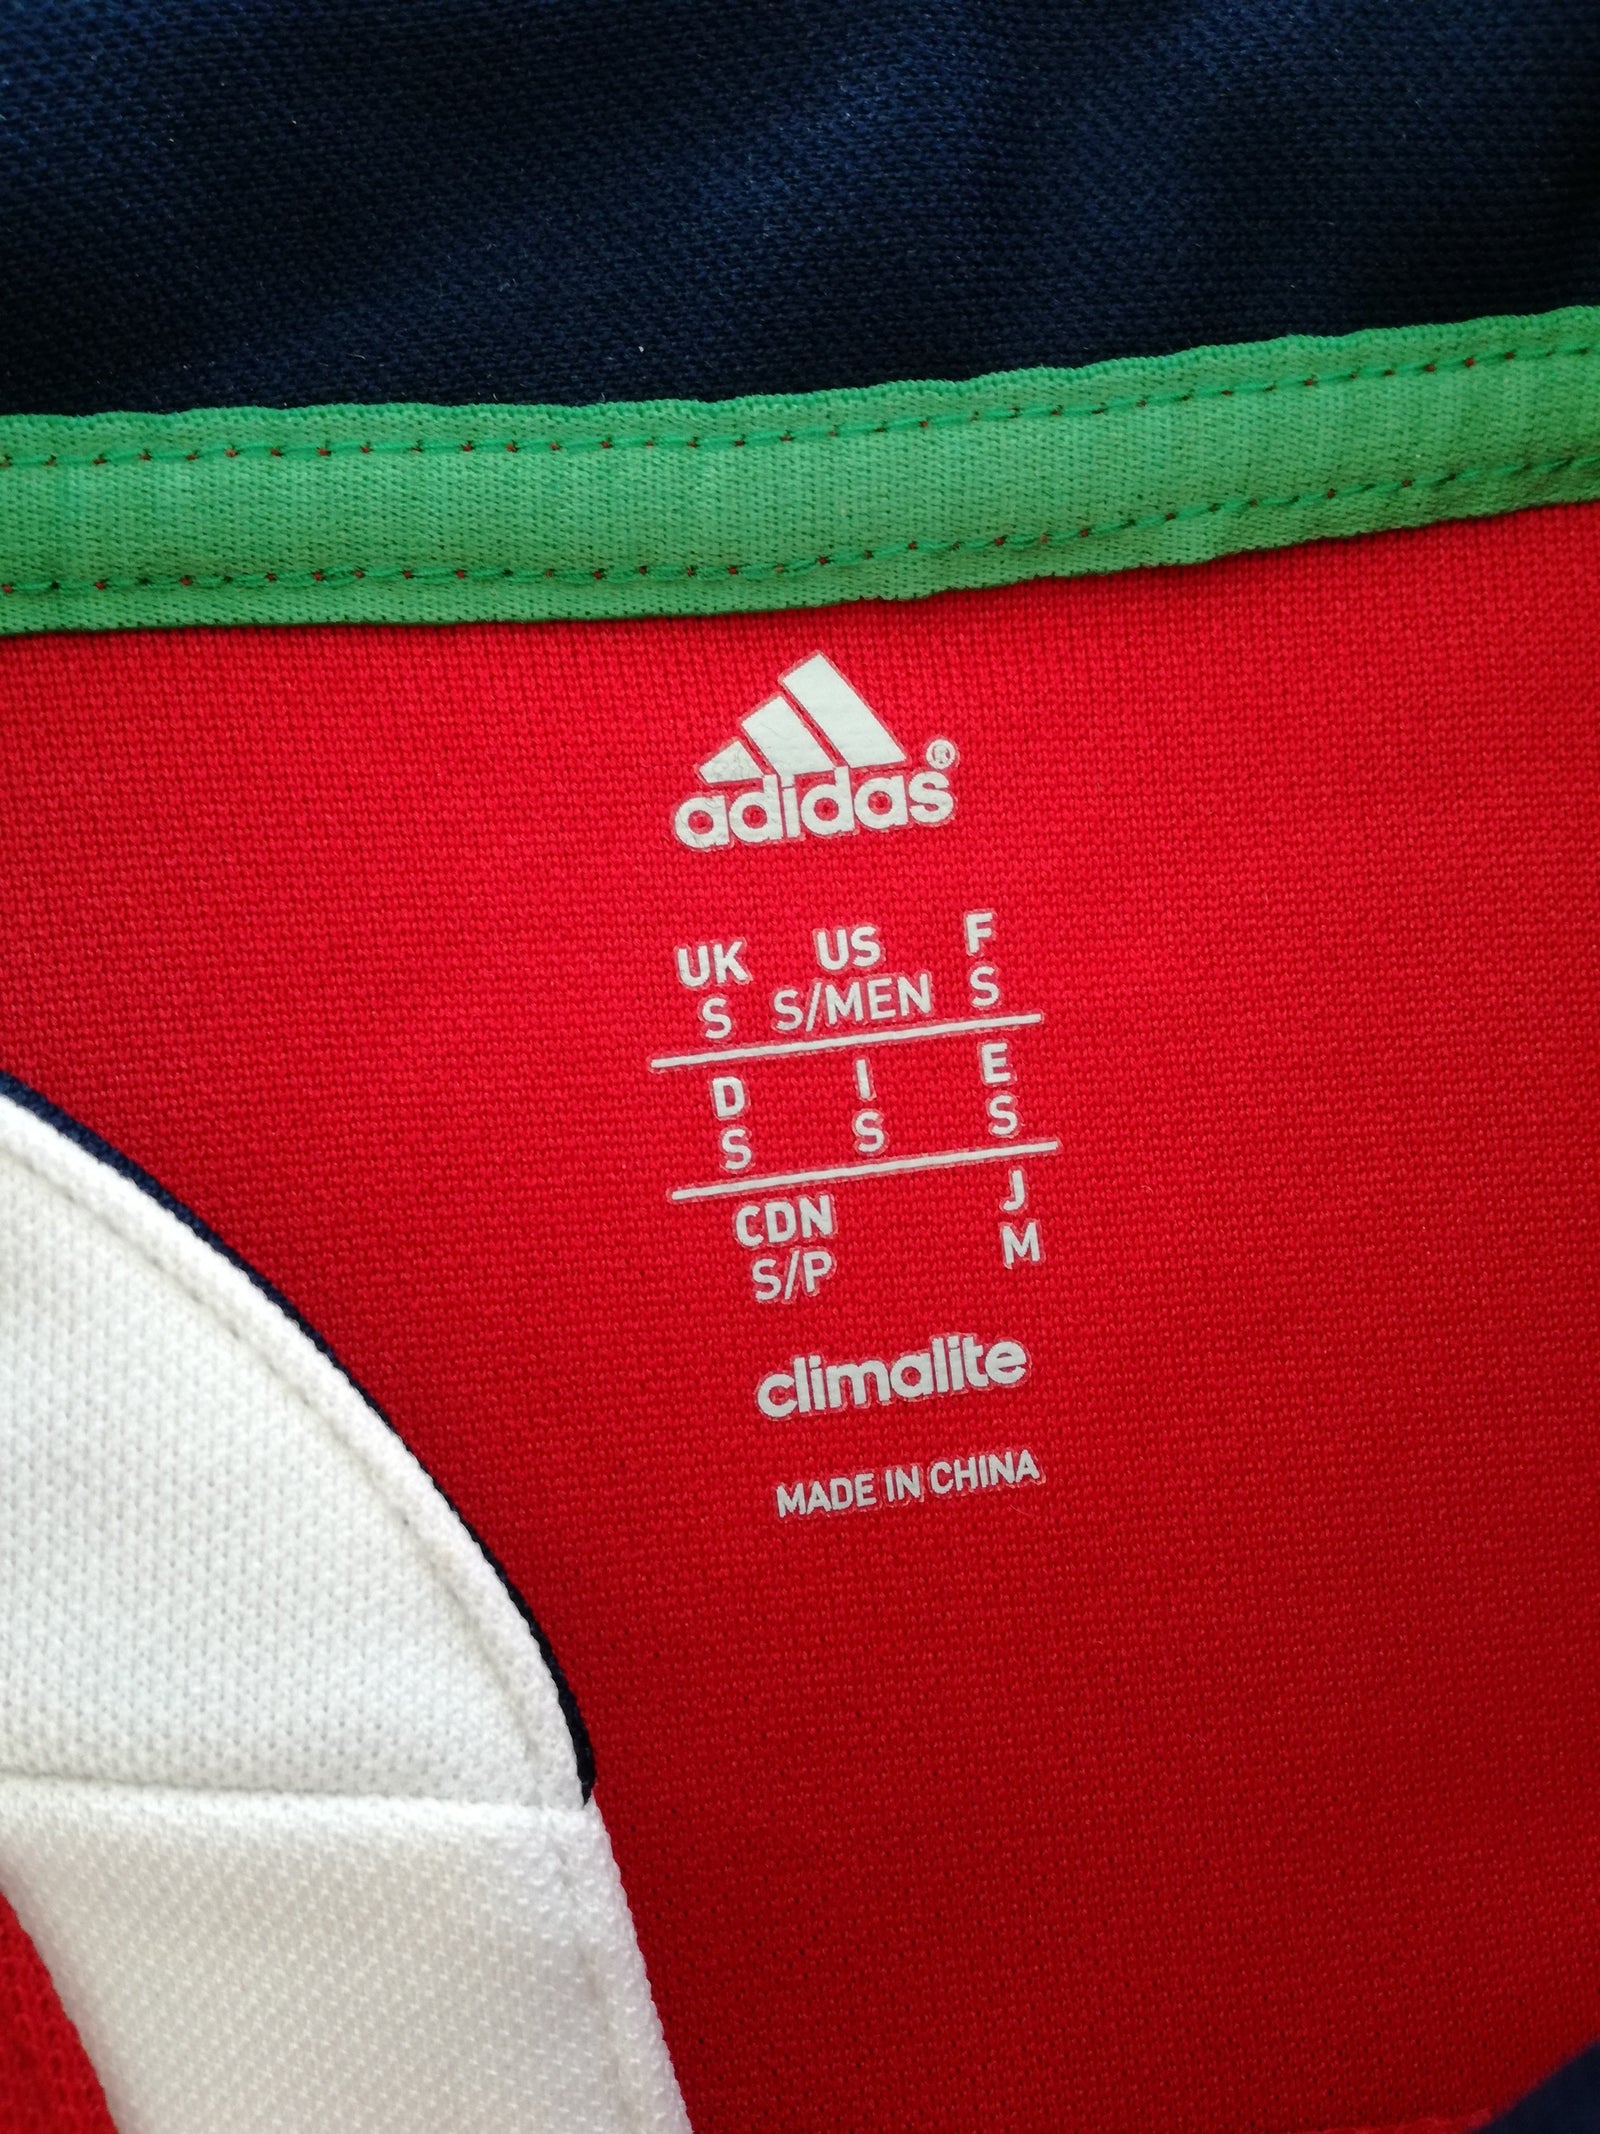 adidas®
UK US F
S S/MEN S
D I E
S S S
CDN J
S/P M
climalite
MADE IN CHINA